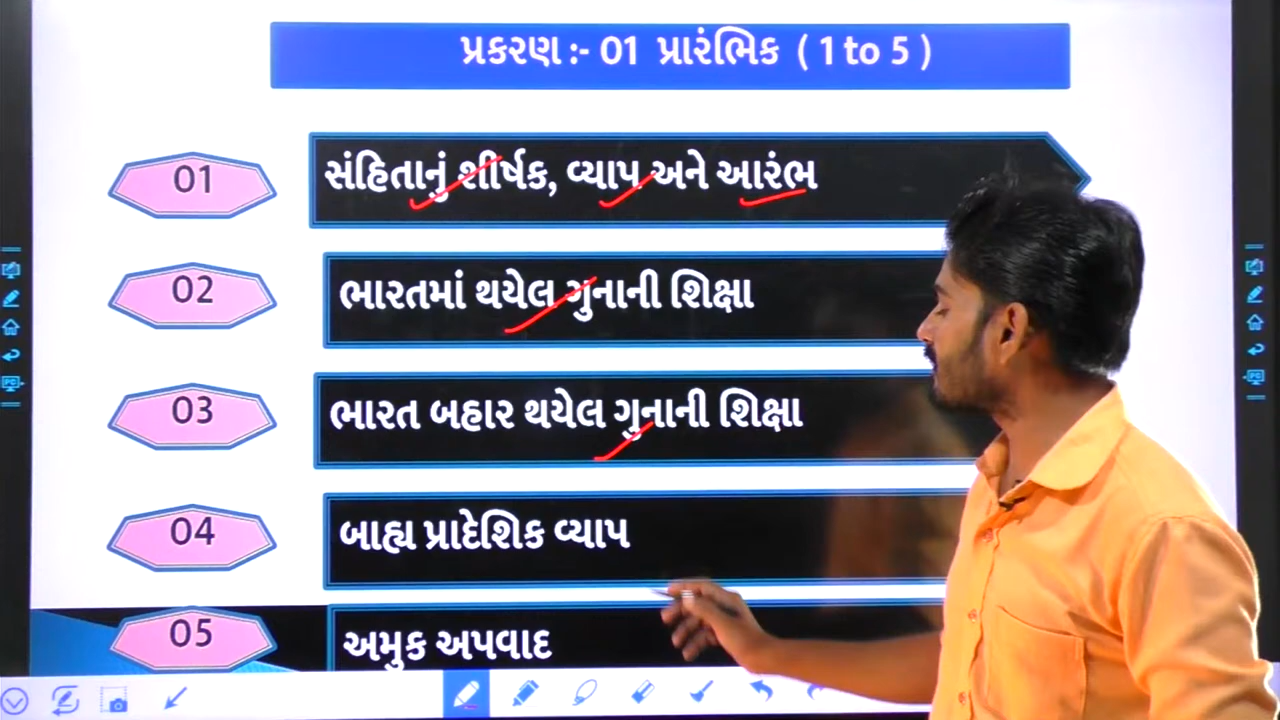 પ્રકરણ :- 01 પ્રારંભિક ( 1 to 5 )
01 સંહિતાનું શીર્ષક, વ્યાપ અને આરંભ
02 ભારતમાં થયેલ ગુનાની શિક્ષા
03 ભારત બહાર થયેલ ગુનાની શિક્ષા
04 બાહ્ય પ્રાદેશિક વ્યાપ
05 અમુક અપવાદ